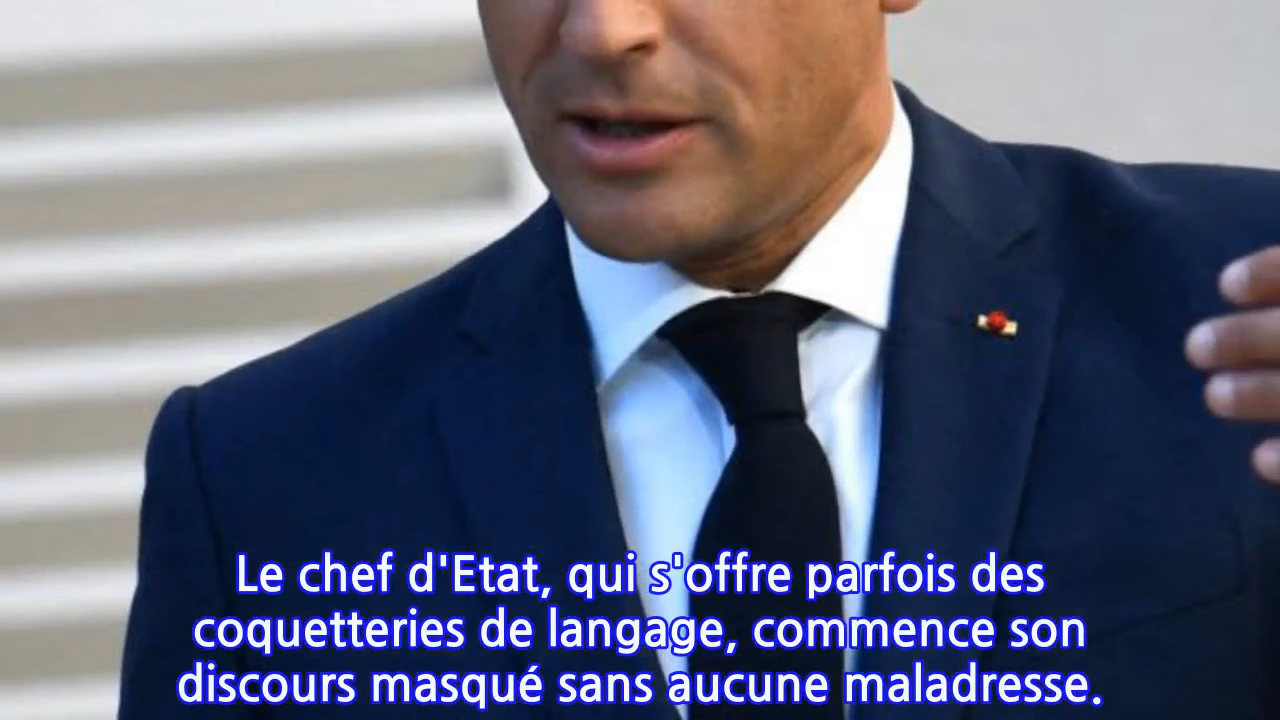 Le chef d'Etat, qui s'offre parfois des
coquetteries de langage, commence son
discours masqué sans aucune maladresse.